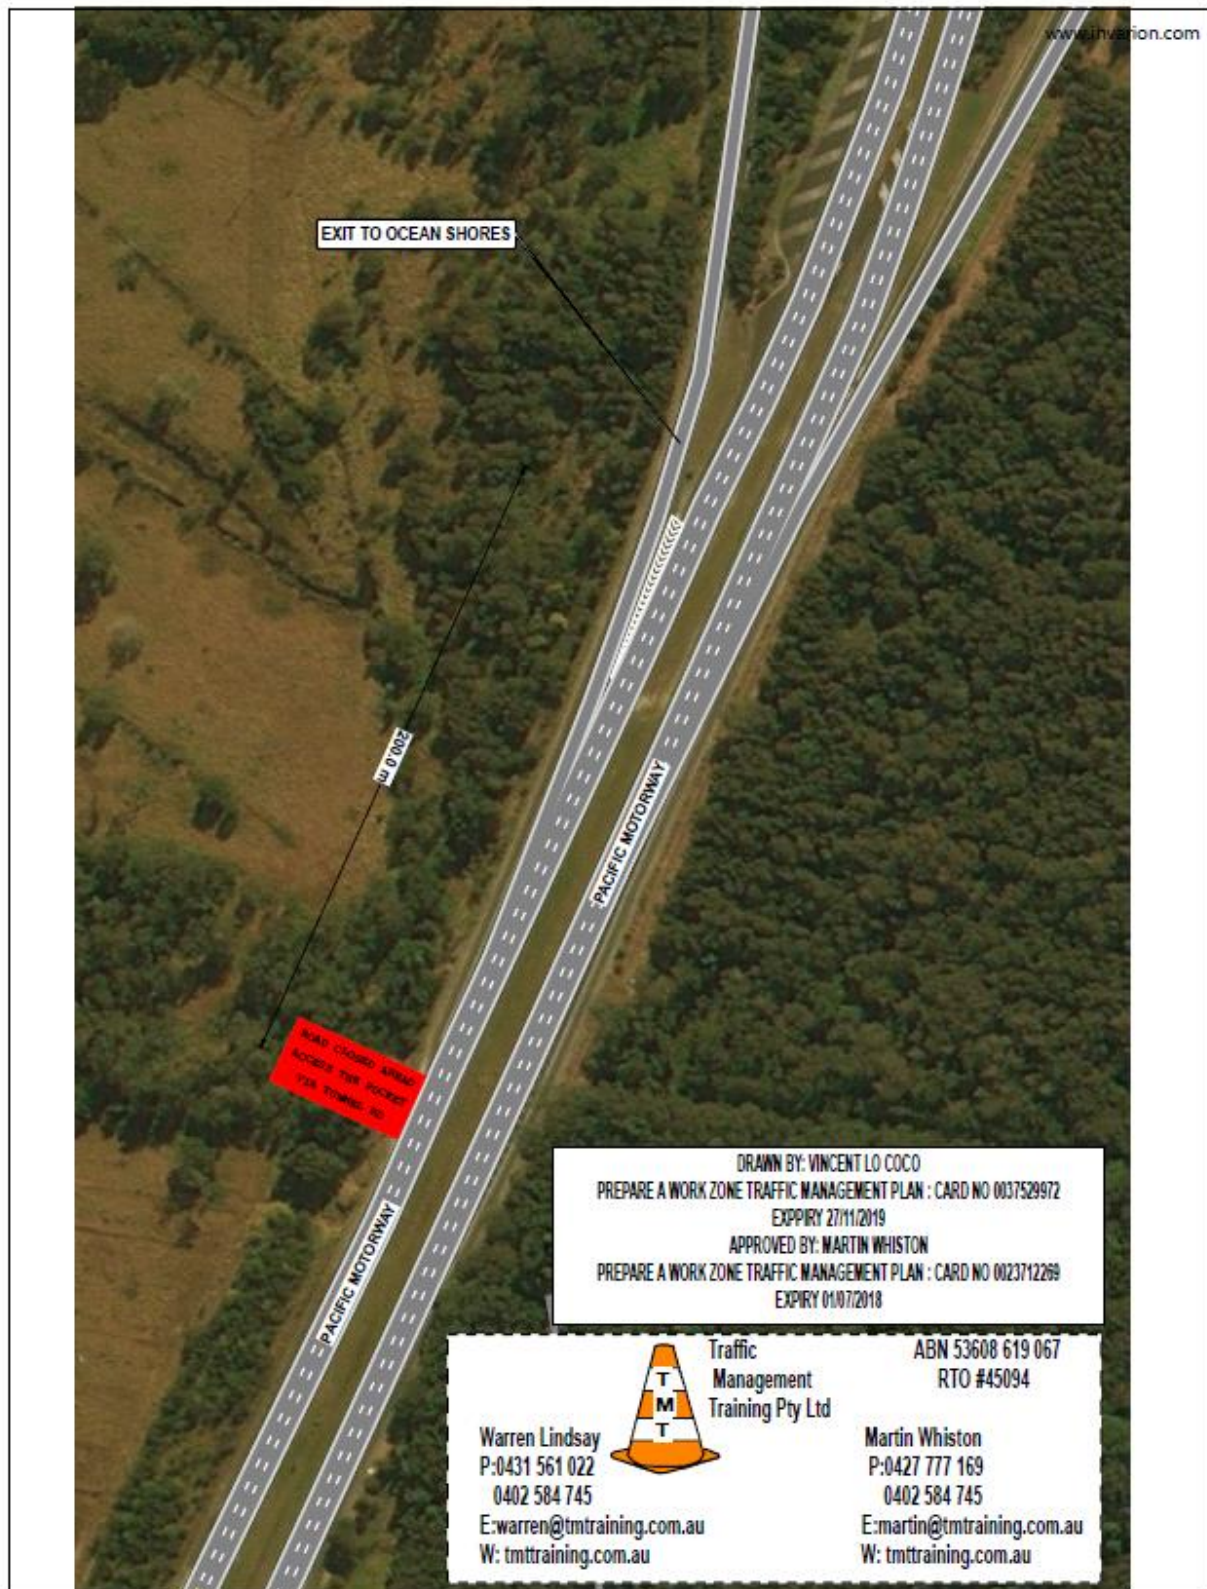 www.invarion.com
EXIT TO OCEAN SHORES
200.0 m
PACIFIC MOTORWAY
ROAD CLOSED AHEAD
ACCESS THE POCKET
VIA TUNNEL RD
PACIFIC MOTORWAY
DRAWN BY: VINCENT LO COCO
PREPARE A WORK ZONE TRAFFIC MANAGEMENT PLAN : CARD NO 0037529972
EXPPIRY 27/11/2019
APPROVED BY: MARTIN WHISTON
PREPARE A WORK ZONE TRAFFIC MANAGEMENT PLAN : CARD NO 0023712269
EXPIRY 01/07/2018
Traffic
Management
Training Pty Ltd
ABN 53608 619 067
RTO #45094
T
M
T
Warren Lindsay
P:0431 561 022
0402 584 745
E:warren@tmtraining.com.au
W: tmttraining.com.au
Martin Whiston
P:0427 777 169
0402 584 745
E:martin@tmtraining.com.au
W: tmttraining.com.au